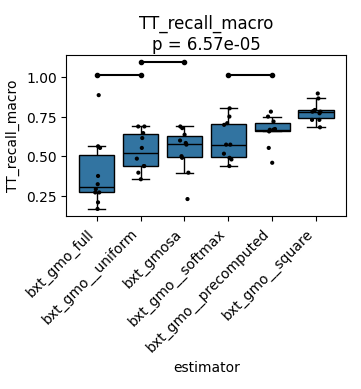 TT_recall_macro
p = 6.57e-05
TT_recall_macro
1.00
0.75
0.50
0.25
bxt_gmo_full
bxt_gmo__uniform
bxt_gmosa
bxt_gmo__softmax
bxt_gmo__precomputed
bxt_gmo__square
estimator